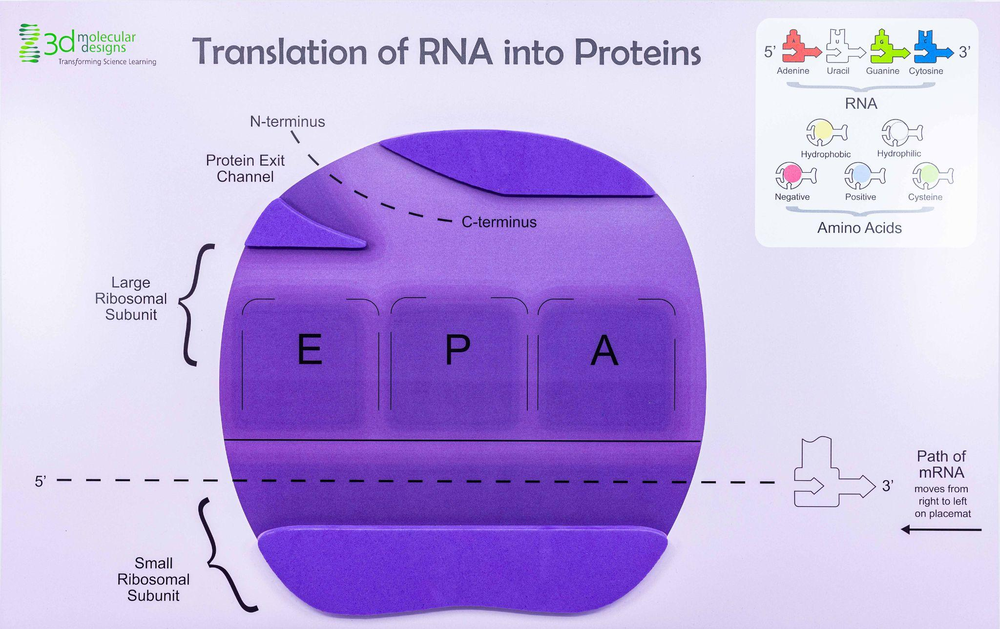 3d molecular
designs
Transforming Science Learning
Translation of RNA into Proteins
5’ A U G C 3’
Adenine Uracil Guanine Cytosine
RNA
Hydrophobic Hydrophilic
Negative Positive Cysteine
Amino Acids
N-terminus
Protein Exit
Channel
C-terminus
Large
Ribosomal
Subunit
E P A
5’
3’
Path of
mRNA
moves from
right to left
on placemat
Small
Ribosomal
Subunit